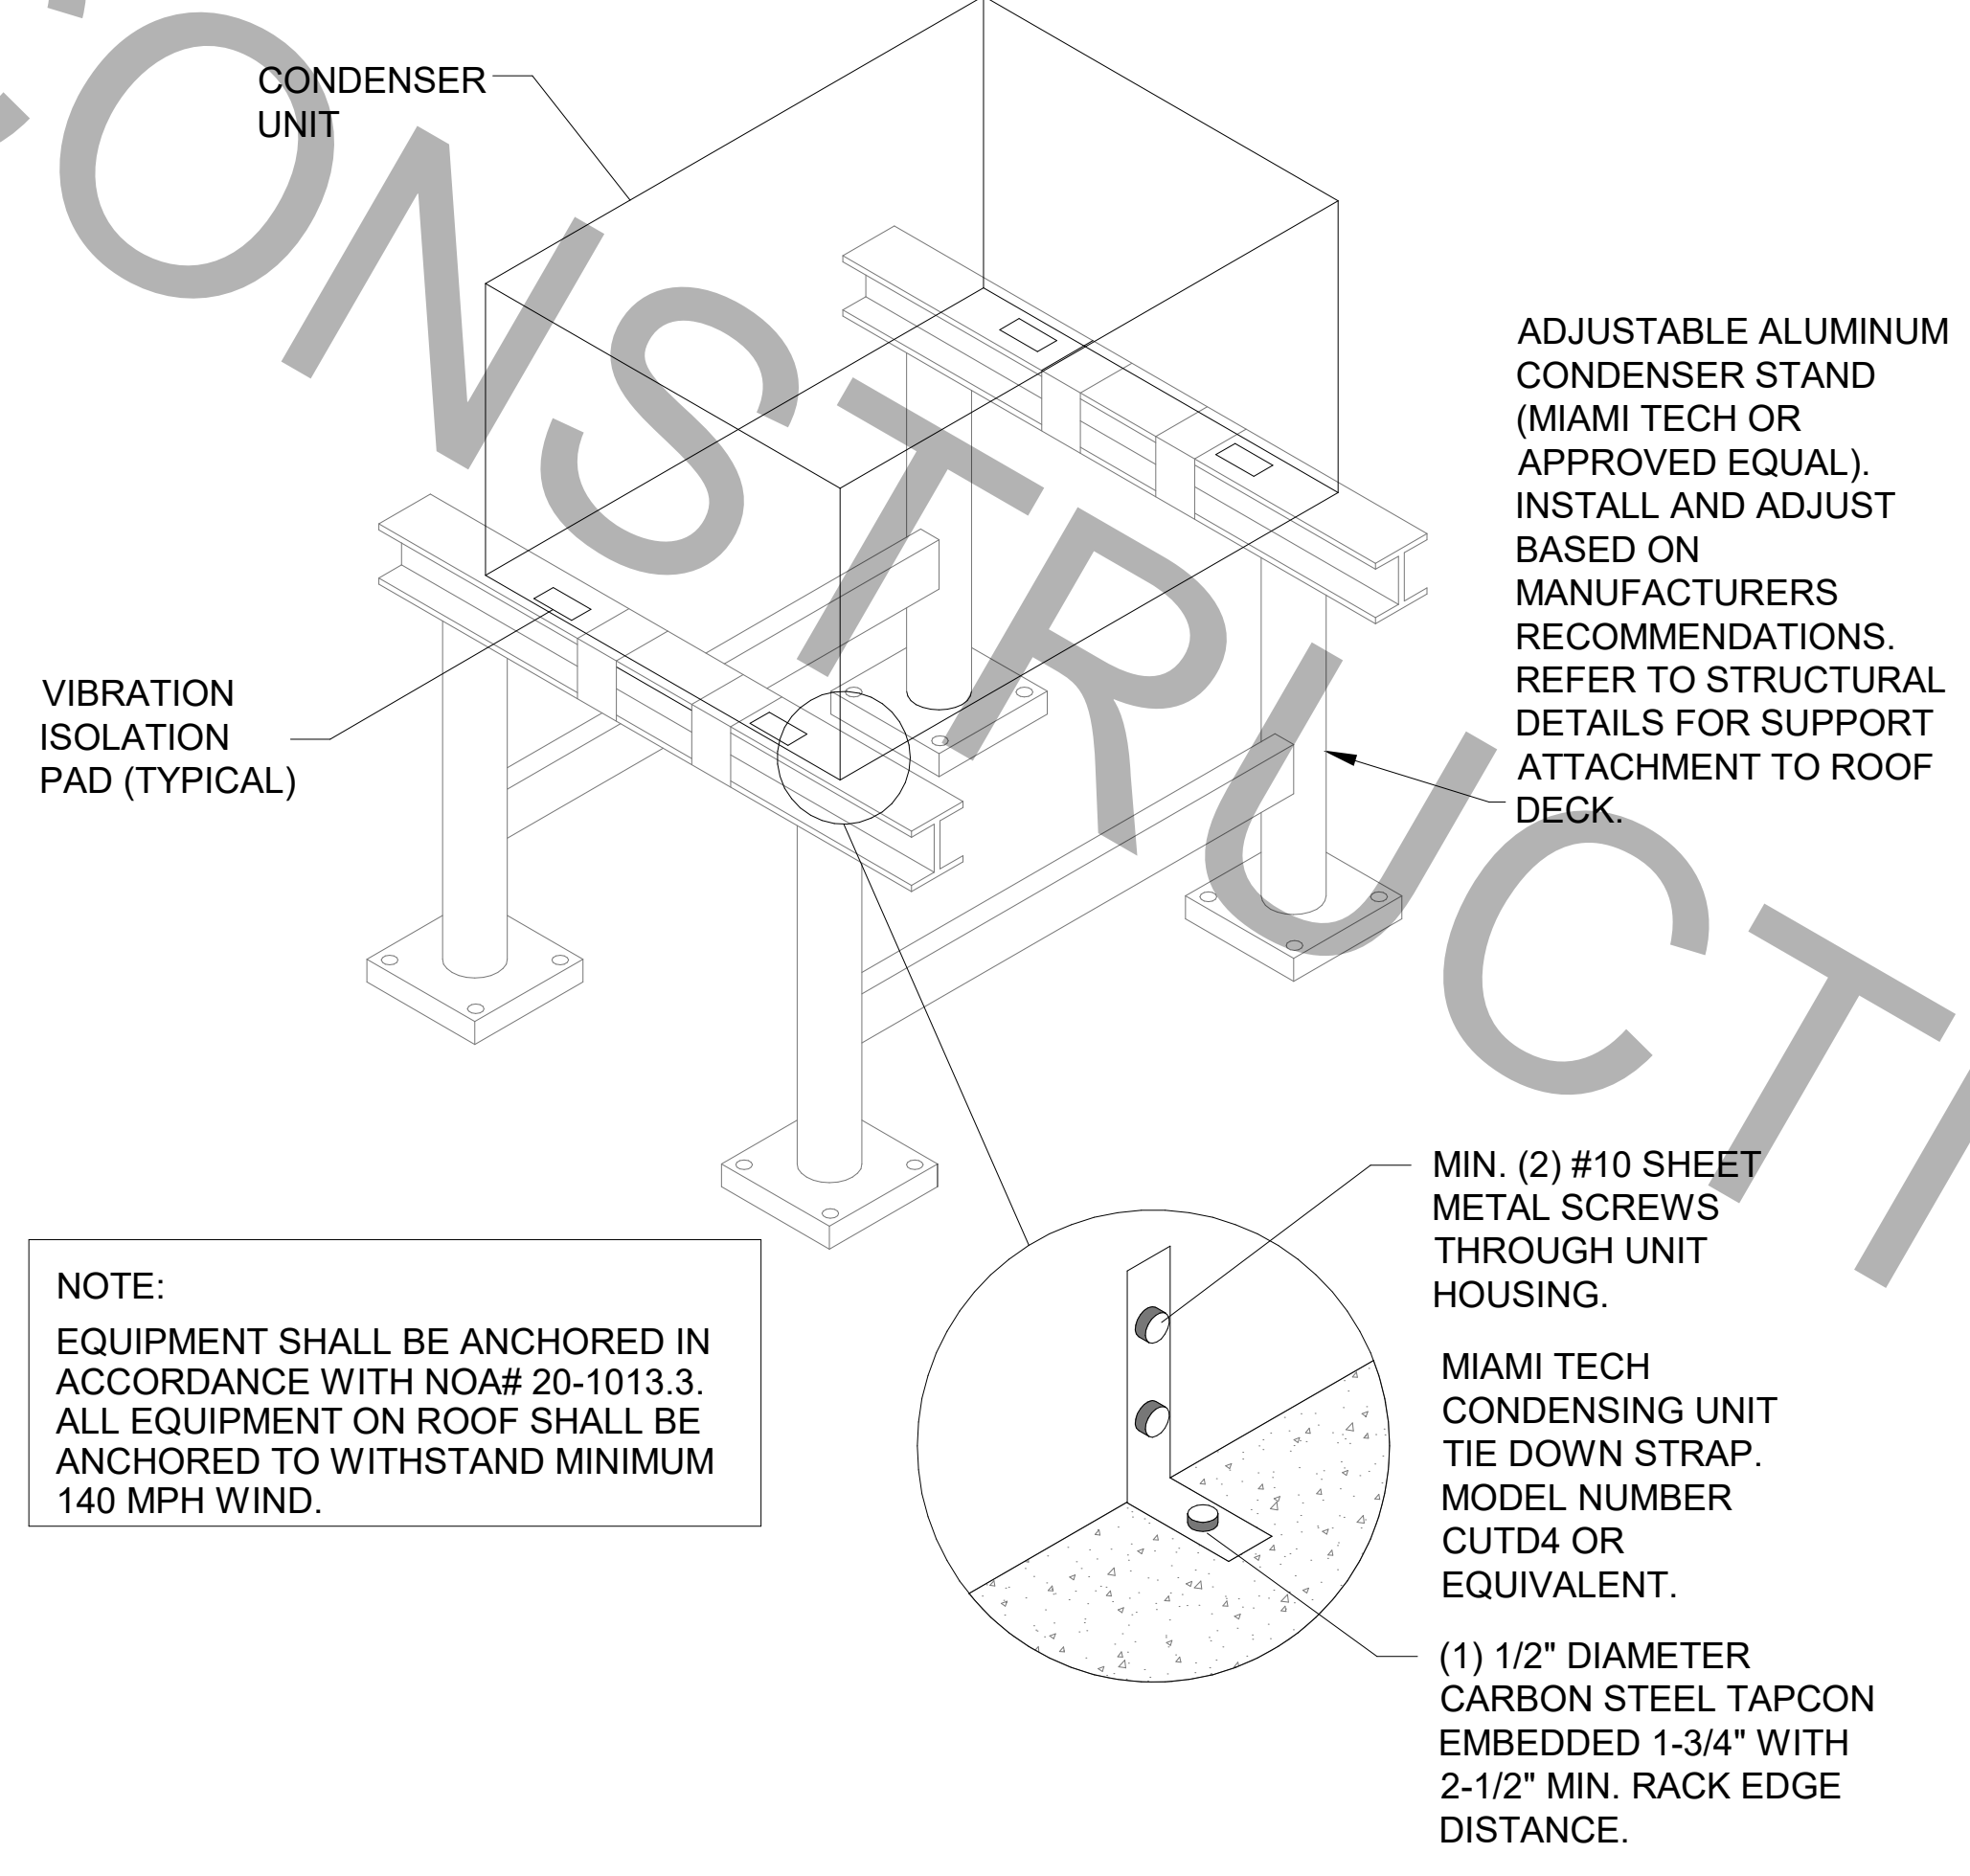 CONDENSER
UNIT
ADJUSTABLE ALUMINUM
CONDENSER STAND
(MIAMI TECH OR
APPROVED EQUAL).
INSTALL AND ADJUST
BASED ON
MANUFACTURERS
RECOMMENDATIONS.
REFER TO STRUCTURAL
DETAILS FOR SUPPORT
ATTACHMENT TO ROOF
DECK.
VIBRATION
ISOLATION
PAD (TYPICAL)
MIN. (2) #10 SHEET
METAL SCREWS
THROUGH UNIT
HOUSING.
MIAMI TECH
CONDENSING UNIT
TIE DOWN STRAP.
MODEL NUMBER
CUTD4 OR
EQUIVALENT.
(1) 1/2" DIAMETER
CARBON STEEL TAPCON
EMBEDDED 1-3/4" WITH
2-1/2" MIN. RACK EDGE
DISTANCE.
NOTE:
EQUIPMENT SHALL BE ANCHORED IN
ACCORDANCE WITH NOA# 20-1013.3.
ALL EQUIPMENT ON ROOF SHALL BE
ANCHORED TO WITHSTAND MINIMUM
140 MPH WIND.
CONSTRUCTI